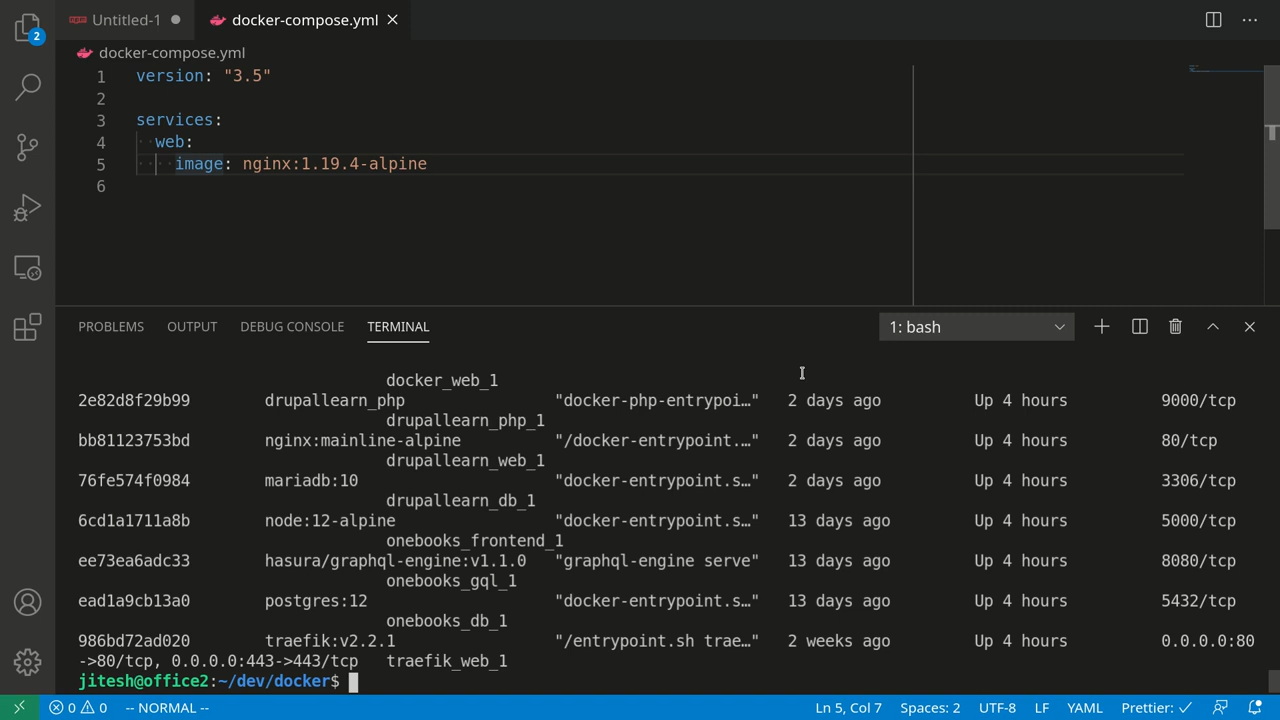 Untitled-1
docker-compose.yml
2
docker-compose.yml
1 version: "3.5"
2
3 services:
4 web:
5 image: nginx:1.19.4-alpine
6
PROBLEMS OUTPUT DEBUG CONSOLE TERMINAL 1: bash
docker_web_1
2e82d8f29b99 drupallearn_php "docker-php-entrypoi…" 2 days ago Up 4 hours 9000/tcp
drupallearn_php_1
bb81123753bd nginx:mainline-alpine "/docker-entrypoint.…" 2 days ago Up 4 hours 80/tcp
drupallearn_web_1
76fe574f0984 mariadb:10 "docker-entrypoint.s…" 2 days ago Up 4 hours 3306/tcp
drupallearn_db_1
6cd1a1711a8b node:12-alpine "docker-entrypoint.s…" 13 days ago Up 4 hours 5000/tcp
onebooks_frontend_1
ee73ea6adc33 hasura/graphql-engine:v1.1.0 "graphql-engine serve" 13 days ago Up 4 hours 8080/tcp
onebooks_gql_1
ead1a9cb13a0 postgres:12 "docker-entrypoint.s…" 13 days ago Up 4 hours 5432/tcp
onebooks_db_1
986bd72ad020 traefik:v2.2.1 "/entrypoint.sh trae…" 2 weeks ago Up 4 hours 0.0.0.0:80
->80/tcp, 0.0.0.0:443->443/tcp traefik_web_1
jitesh@office2:~/dev/docker$
0 0 -- NORMAL -- Ln 5, Col 7 Spaces: 2 UTF-8 LF YAML Prettier: ✓